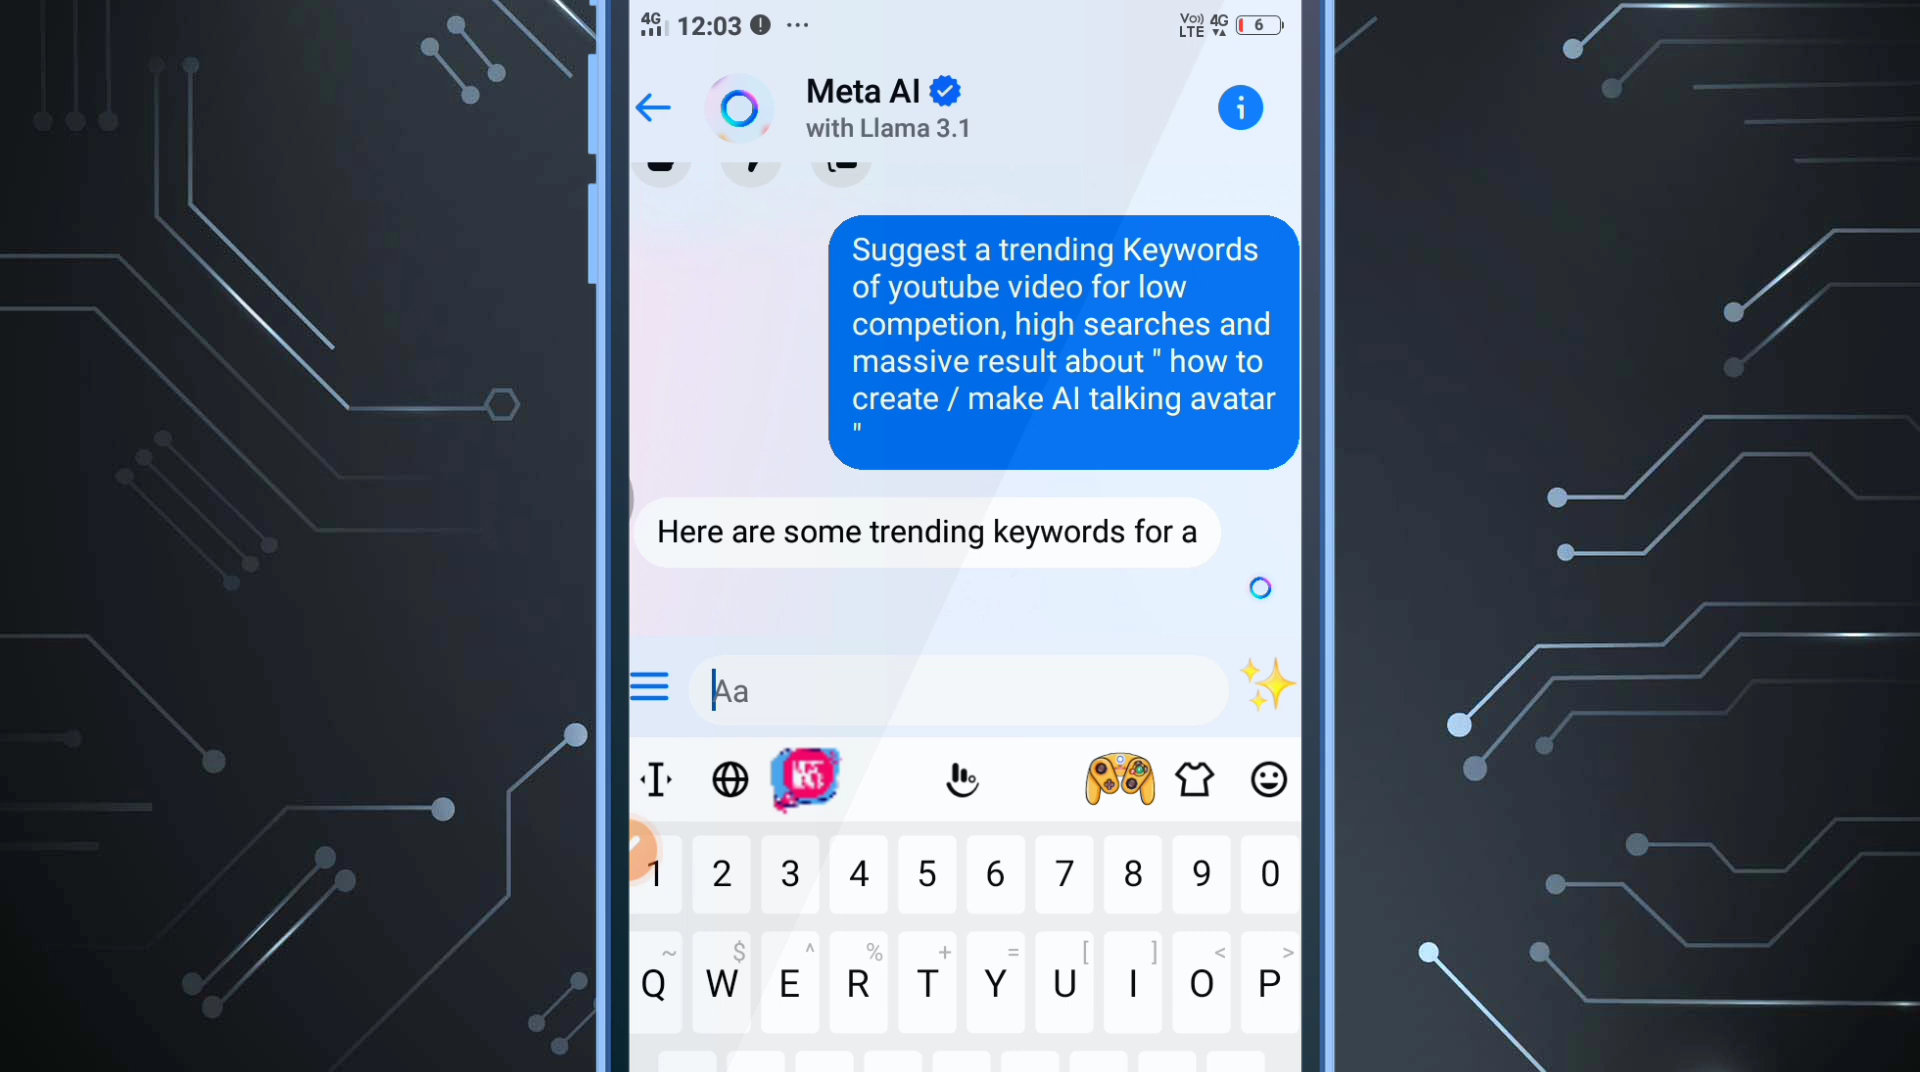 4G 12:03 ! ··· Vo)) LTE 4G 6
Meta AI
with Llama 3.1
i
Suggest a trending Keywords
of youtube video for low
competion, high searches and
massive result about " how to
create / make AI talking avatar
"
Here are some trending keywords for a
Aa
1 2 3 4 5 6 7 8 9 0
~ $ ^ % + = [ ] < >
Q W E R T Y U I O P